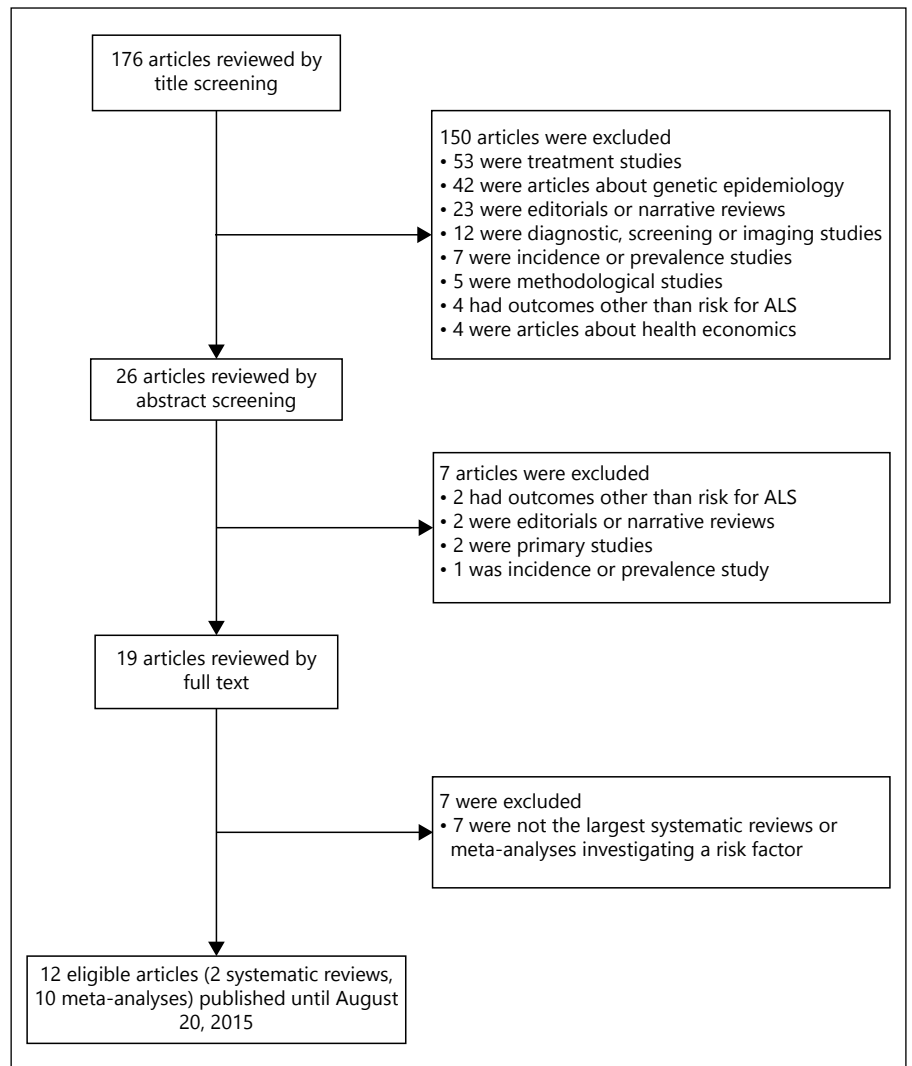 176 articles reviewed by
title screening
150 articles were excluded
• 53 were treatment studies
• 42 were articles about genetic epidemiology
• 23 were editorials or narrative reviews
• 12 were diagnostic, screening or imaging studies
• 7 were incidence or prevalence studies
• 5 were methodological studies
• 4 had outcomes other than risk for ALS
• 4 were articles about health economics
26 articles reviewed by
abstract screening
7 articles were excluded
• 2 had outcomes other than risk for ALS
• 2 were editorials or narrative reviews
• 2 were primary studies
• 1 was incidence or prevalence study
19 articles reviewed by
full text
7 were excluded
• 7 were not the largest systematic reviews or
meta-analyses investigating a risk factor
12 eligible articles (2 systematic reviews,
10 meta-analyses) published until August
20, 2015